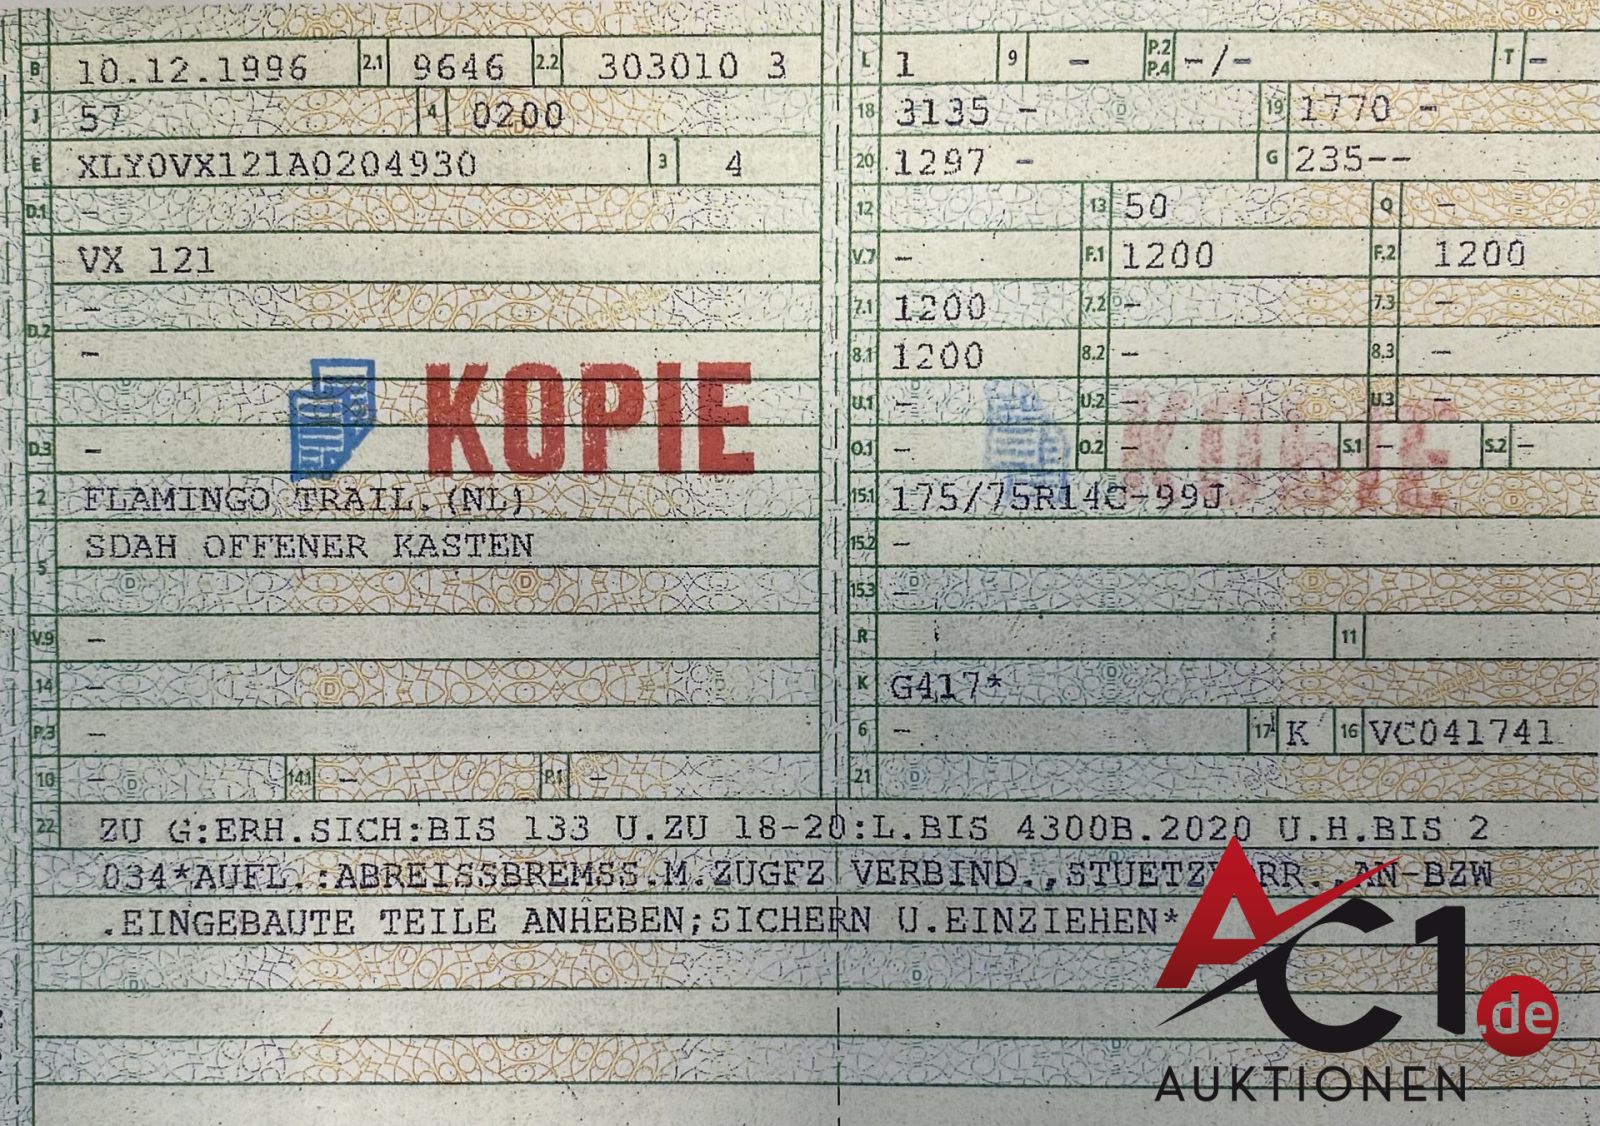 B 10.12.1996 2.1 9646 2.2 303010 3
J 57 4 0200
E XLY0VX121A0204930 3 4
D.1 -
VX 121
D.2 -
-
D.3 -
KOPIE
2 FLAMINGO TRAIL.(NL)
5 SDAH OFFENER KASTEN
V.9 -
14 -
P.3 -
10 - 14.1 - P.1 -
L 1 9 - P.2 P.4 -/- T -
18 3135 - 19 1770 -
20 1297 - G 235--
12 13 50 Q -
V.7 - F.1 1200 F.2 1200
7.1 1200 7.2 - 7.3 -
8.1 1200 8.2 - 8.3 -
U.1 - U.2 - U.3 -
O.1 - O.2 - S.1 - S.2 -
KOPIE
15.1 175/75R14C-99J
15.2 -
15.3 -
R 11
K G417*
6 - 17 K 16 VC041741
21
22 ZU G:ERH.SICH:BIS 133 U.ZU 18-20:L.BIS 4300B.2020 U.H.BIS 2
034*AUFL.:ABREISSBREMSS.M.ZUGFZ VERBIND.,STUETZVORR.,AN-BZW
.EINGEBAUTE TEILE ANHEBEN;SICHERN U.EINZIEHEN*
AC1.de
AUKTIONEN